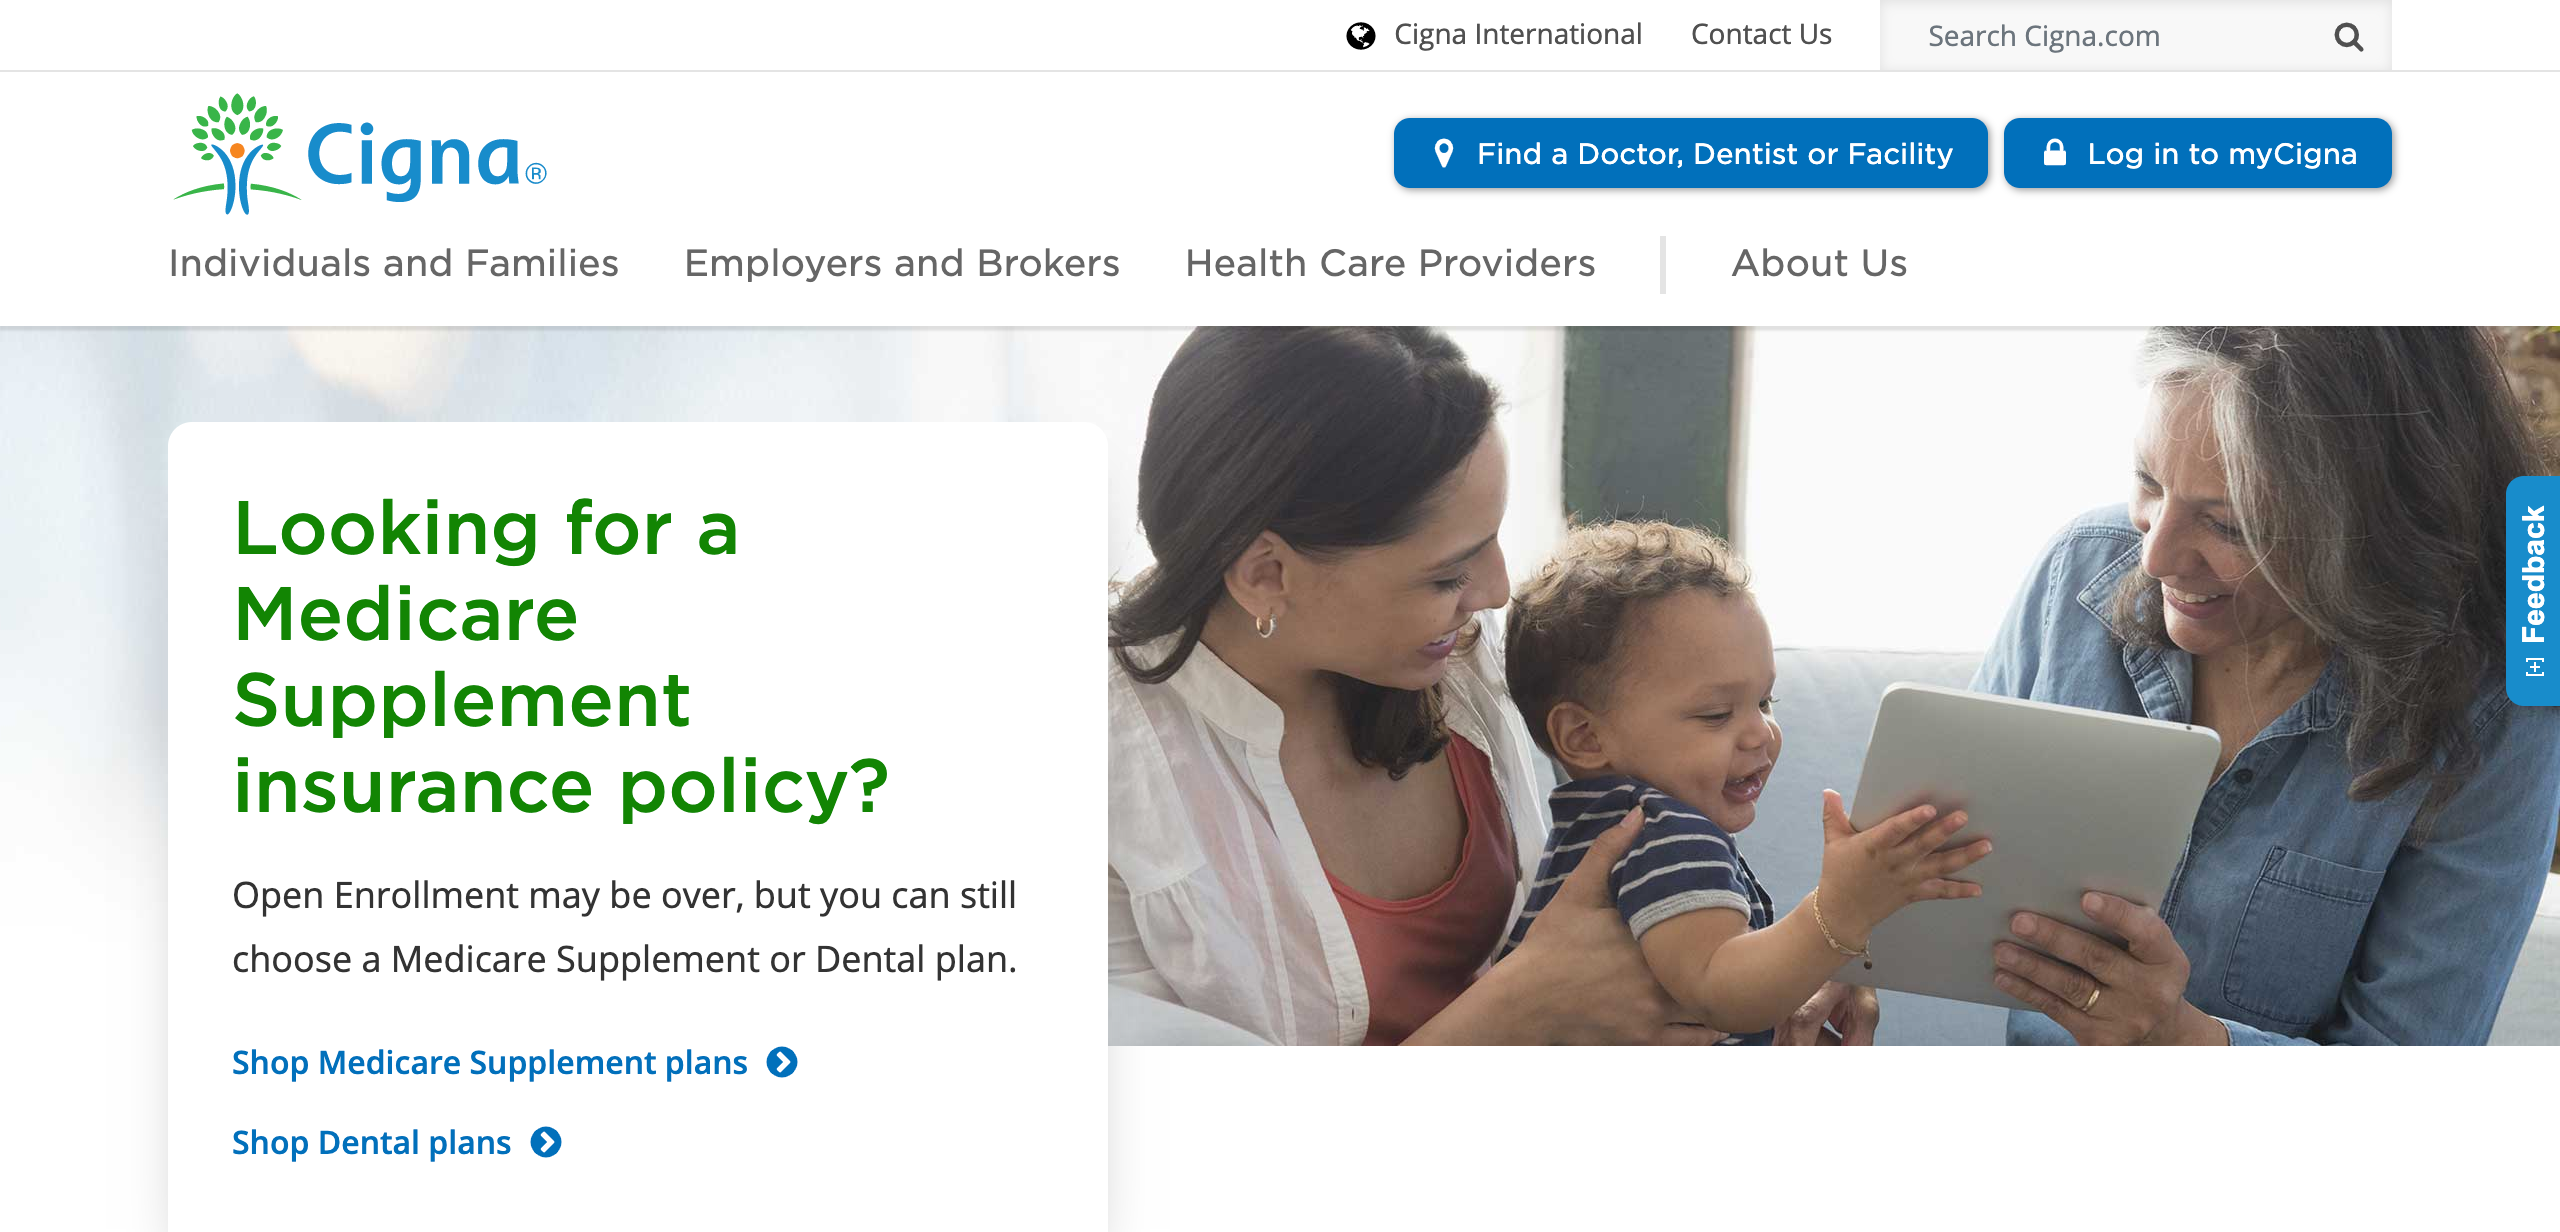 Cigna International Contact Us Search Cigna.com
Cigna®
Find a Doctor, Dentist or Facility Log in to myCigna
Individuals and Families Employers and Brokers Health Care Providers About Us
Looking for a
Medicare
Supplement
insurance policy?
Open Enrollment may be over, but you can still
choose a Medicare Supplement or Dental plan.
Shop Medicare Supplement plans
Shop Dental plans
[+] Feedback